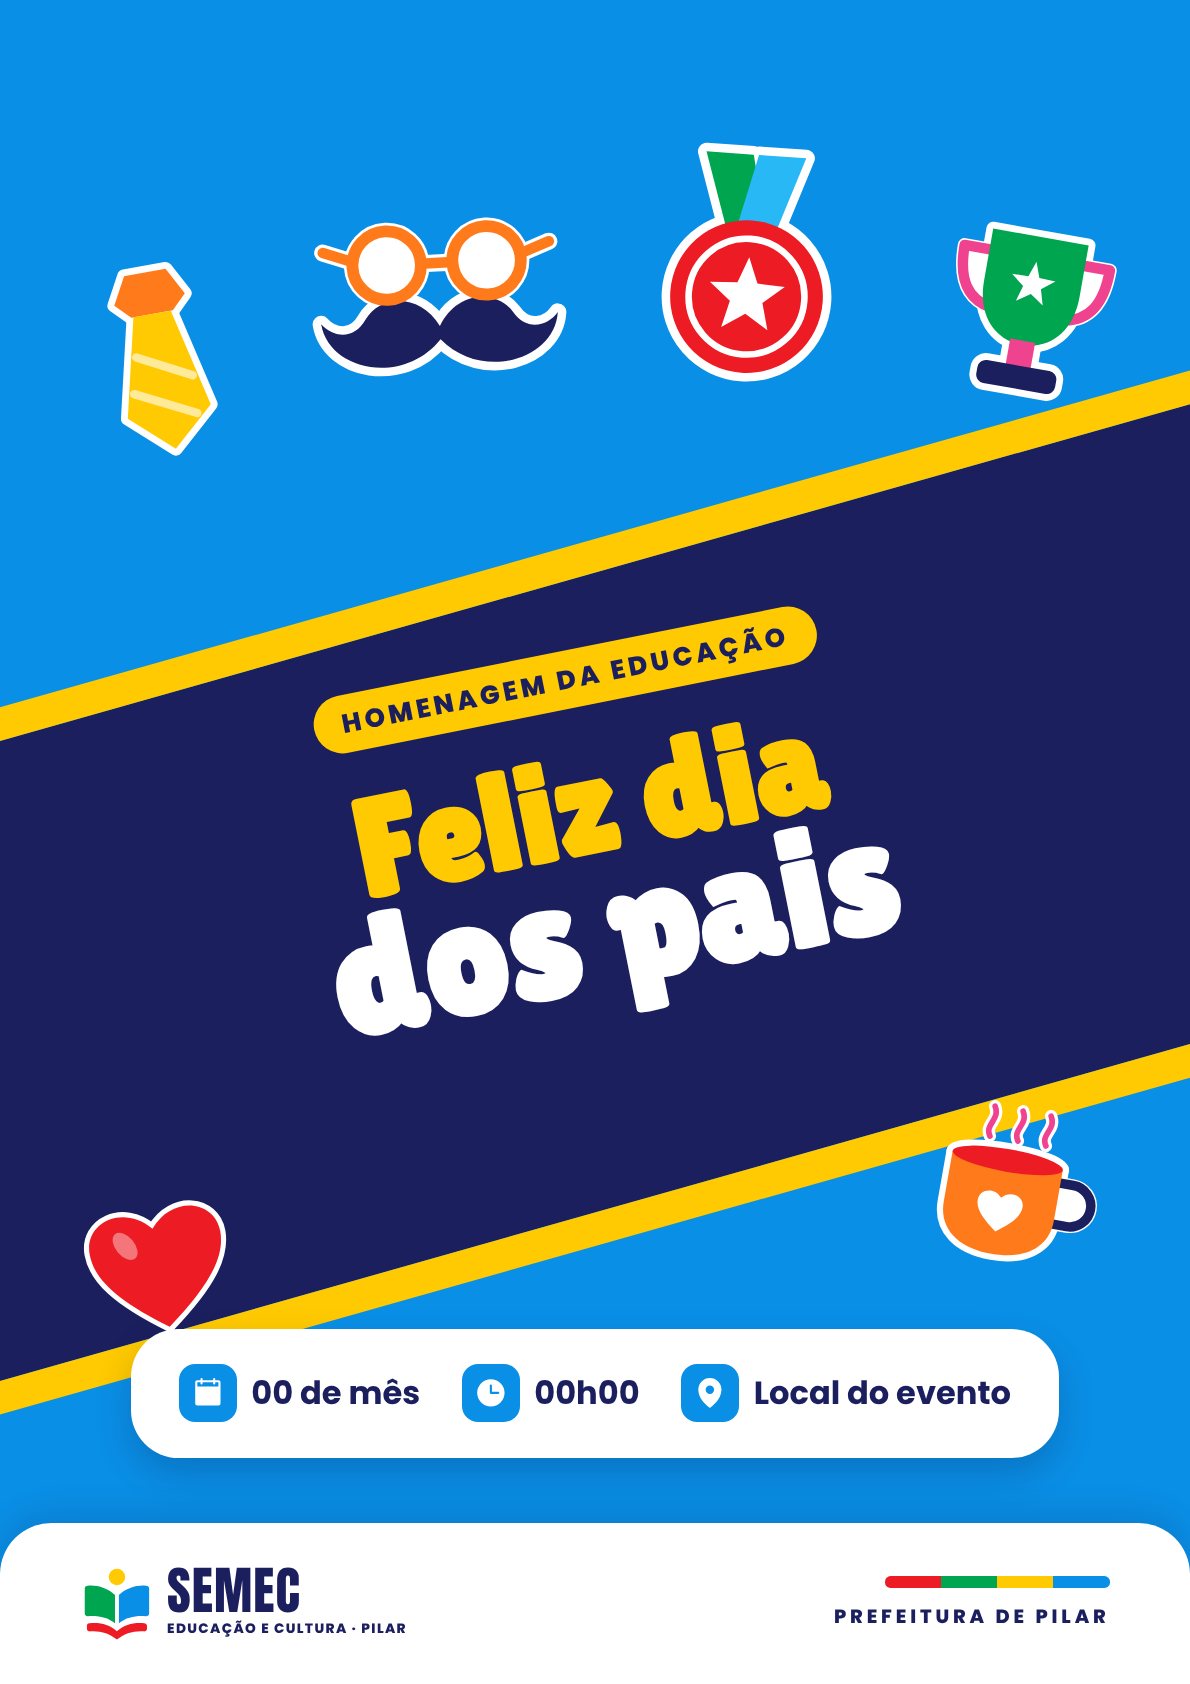 HOMENAGEM DA EDUCAÇÃO
Feliz dia
dos pais
00 de mês
00h00
Local do evento
SEMEC
EDUCAÇÃO E CULTURA · PILAR
PREFEITURA DE PILAR